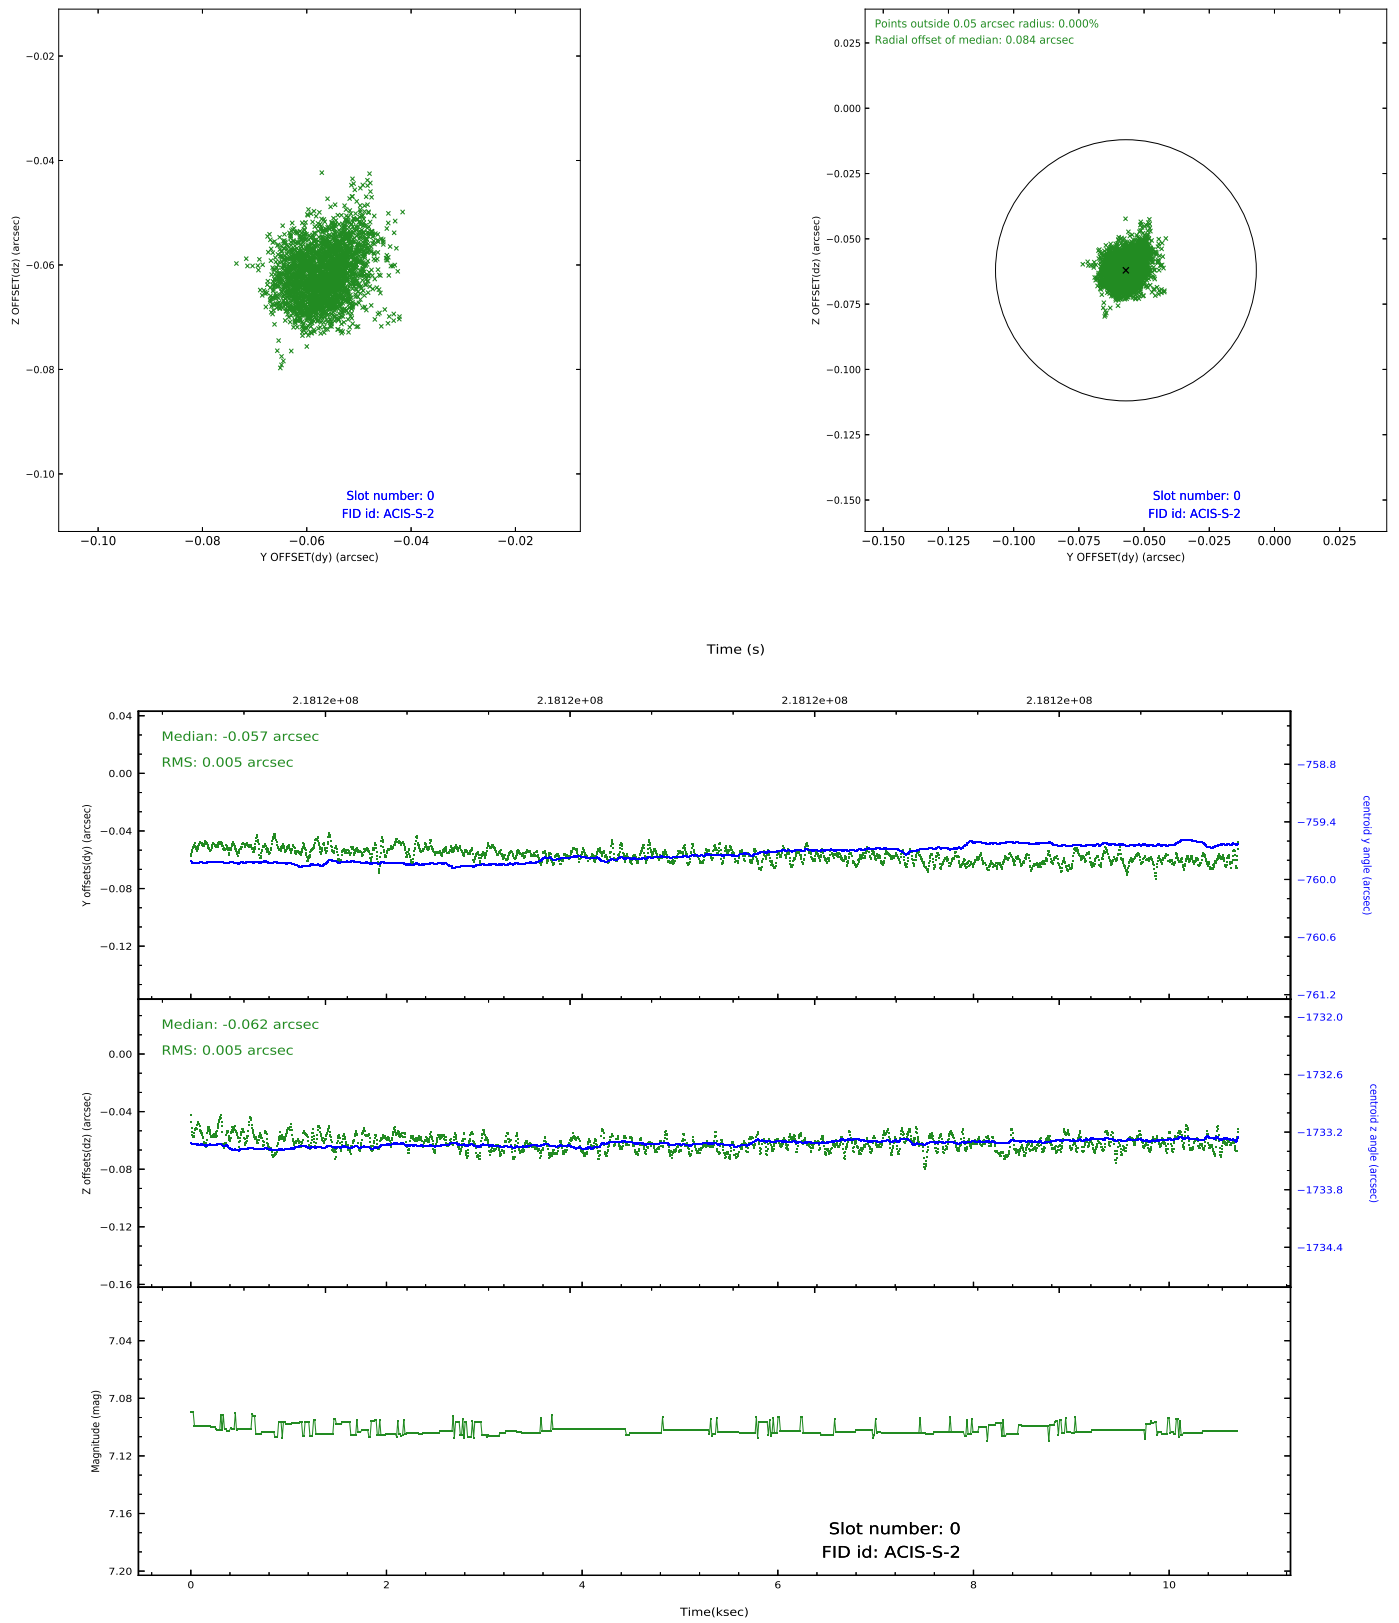 −0.02
−0.04
−0.06
−0.08
−0.10
Z OFFSET(dz) (arcsec)
Slot number: 0
FID id: ACIS-S-2
−0.10
−0.08
−0.06
−0.04
−0.02
Y OFFSET(dy) (arcsec)
Points outside 0.05 arcsec radius: 0.000%
Radial offset of median: 0.084 arcsec
0.025
0.000
−0.025
−0.050
−0.075
−0.100
−0.125
−0.150
Z OFFSET(dz) (arcsec)
Slot number: 0
FID id: ACIS-S-2
−0.150
−0.125
−0.100
−0.075
−0.050
−0.025
0.000
0.025
Y OFFSET(dy) (arcsec)
Time (s)
2.1812e+08
2.1812e+08
2.1812e+08
2.1812e+08
Median: -0.057 arcsec
RMS: 0.005 arcsec
0.04
0.00
−0.04
−0.08
−0.12
Y offsets(dy) (arcsec)
−758.8
−759.4
−760.0
−760.6
−761.2
centroid y angle (arcsec)
Median: -0.062 arcsec
RMS: 0.005 arcsec
0.00
−0.04
−0.08
−0.12
−0.16
Z offsets(dz) (arcsec)
−1732.0
−1732.6
−1733.2
−1733.8
−1734.4
centroid z angle (arcsec)
7.04
7.08
7.12
7.16
7.20
Magnitude (mag)
Slot number: 0
FID id: ACIS-S-2
0
2
4
6
8
10
Time(ksec)